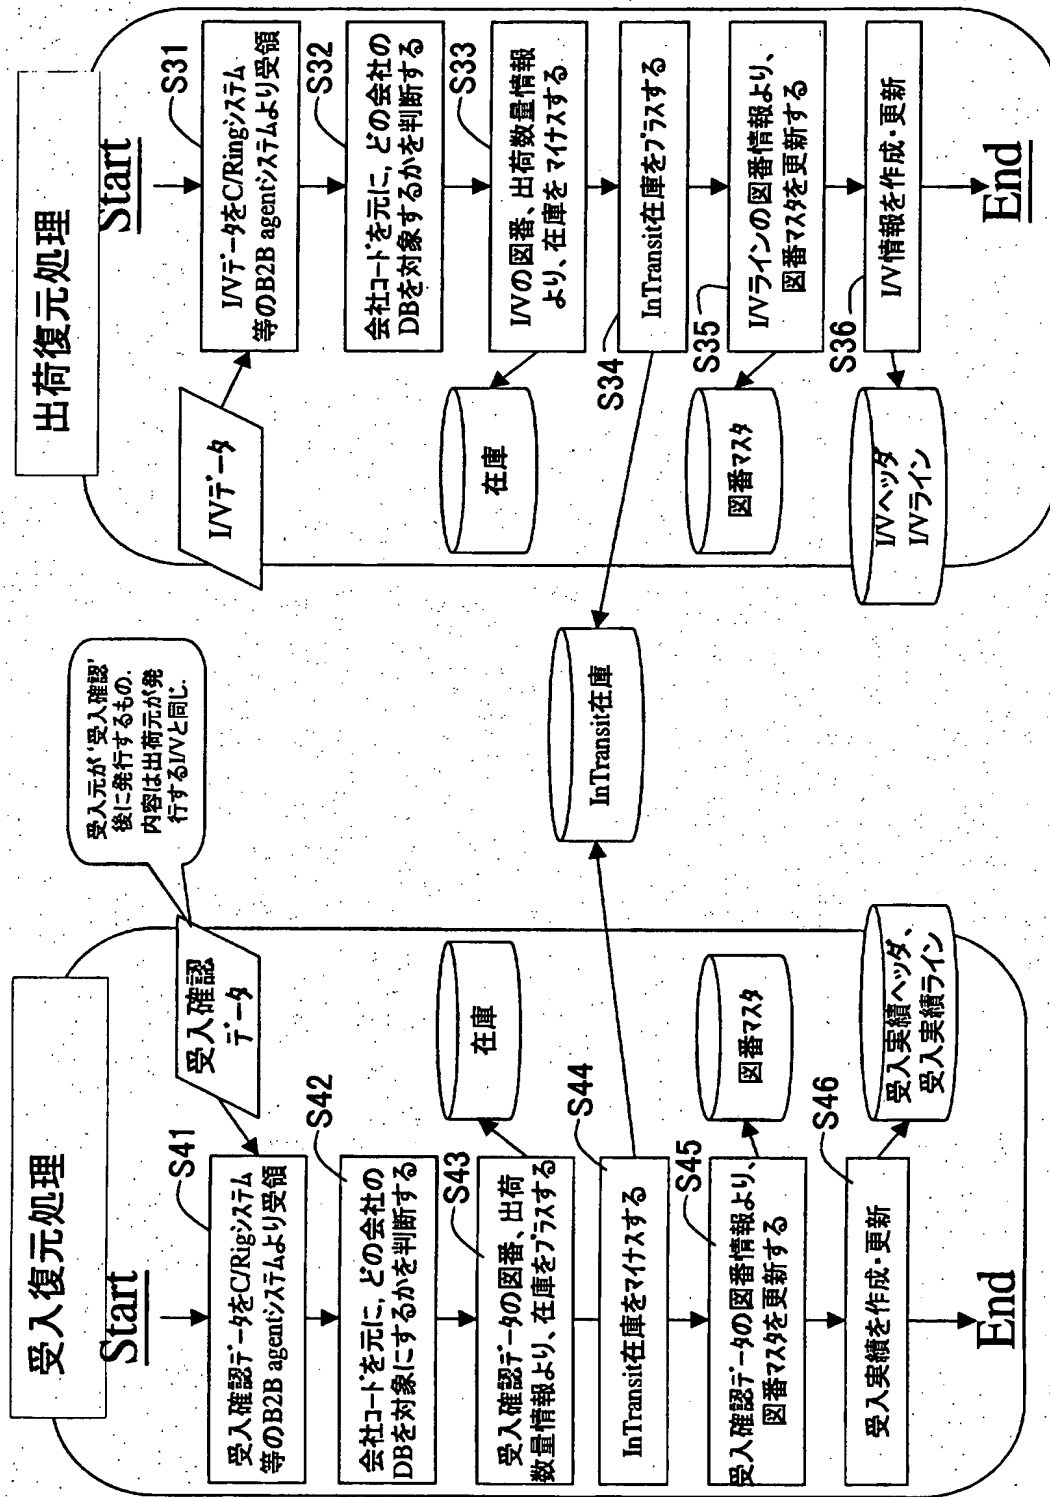 受入復元処理
Start
受入確認
データ
受入元が‘受入確認’
後に発行するもの.
内容は出荷元が発
行するI/Vと同じ.
S41
受入確認データをC/Rigシステム
等のB2B agentシステムより受領
S42
会社コードを元に, どの会社の
DBを対象にするかを判断する
S43
受入確認データの図番、出荷
数量情報より、在庫をプラスする
在庫
S44
InTransit在庫をマイナスする
InTransit在庫
S45
受入確認データの図番情報より、
図番マスタを更新する
図番マスタ
S46
受入実績を作成・更新
受入実績ヘッダ、
受入実績ライン
End
出荷復元処理
Start
I/Vデータ
S31
I/VデータをC/Ringシステム
等のB2B agentシステムより受領
S32
会社コードを元に, どの会社の
DBを対象するかを判断する
S33
I/Vの図番、出荷数量情報
より、在庫をマイナスする
在庫
S34
InTransit在庫をプラスする
S35
I/Vラインの図番情報より、
図番マスタを更新する
図番マスタ
S36
I/V情報を作成・更新
I/Vヘッダ
I/Vライン
End